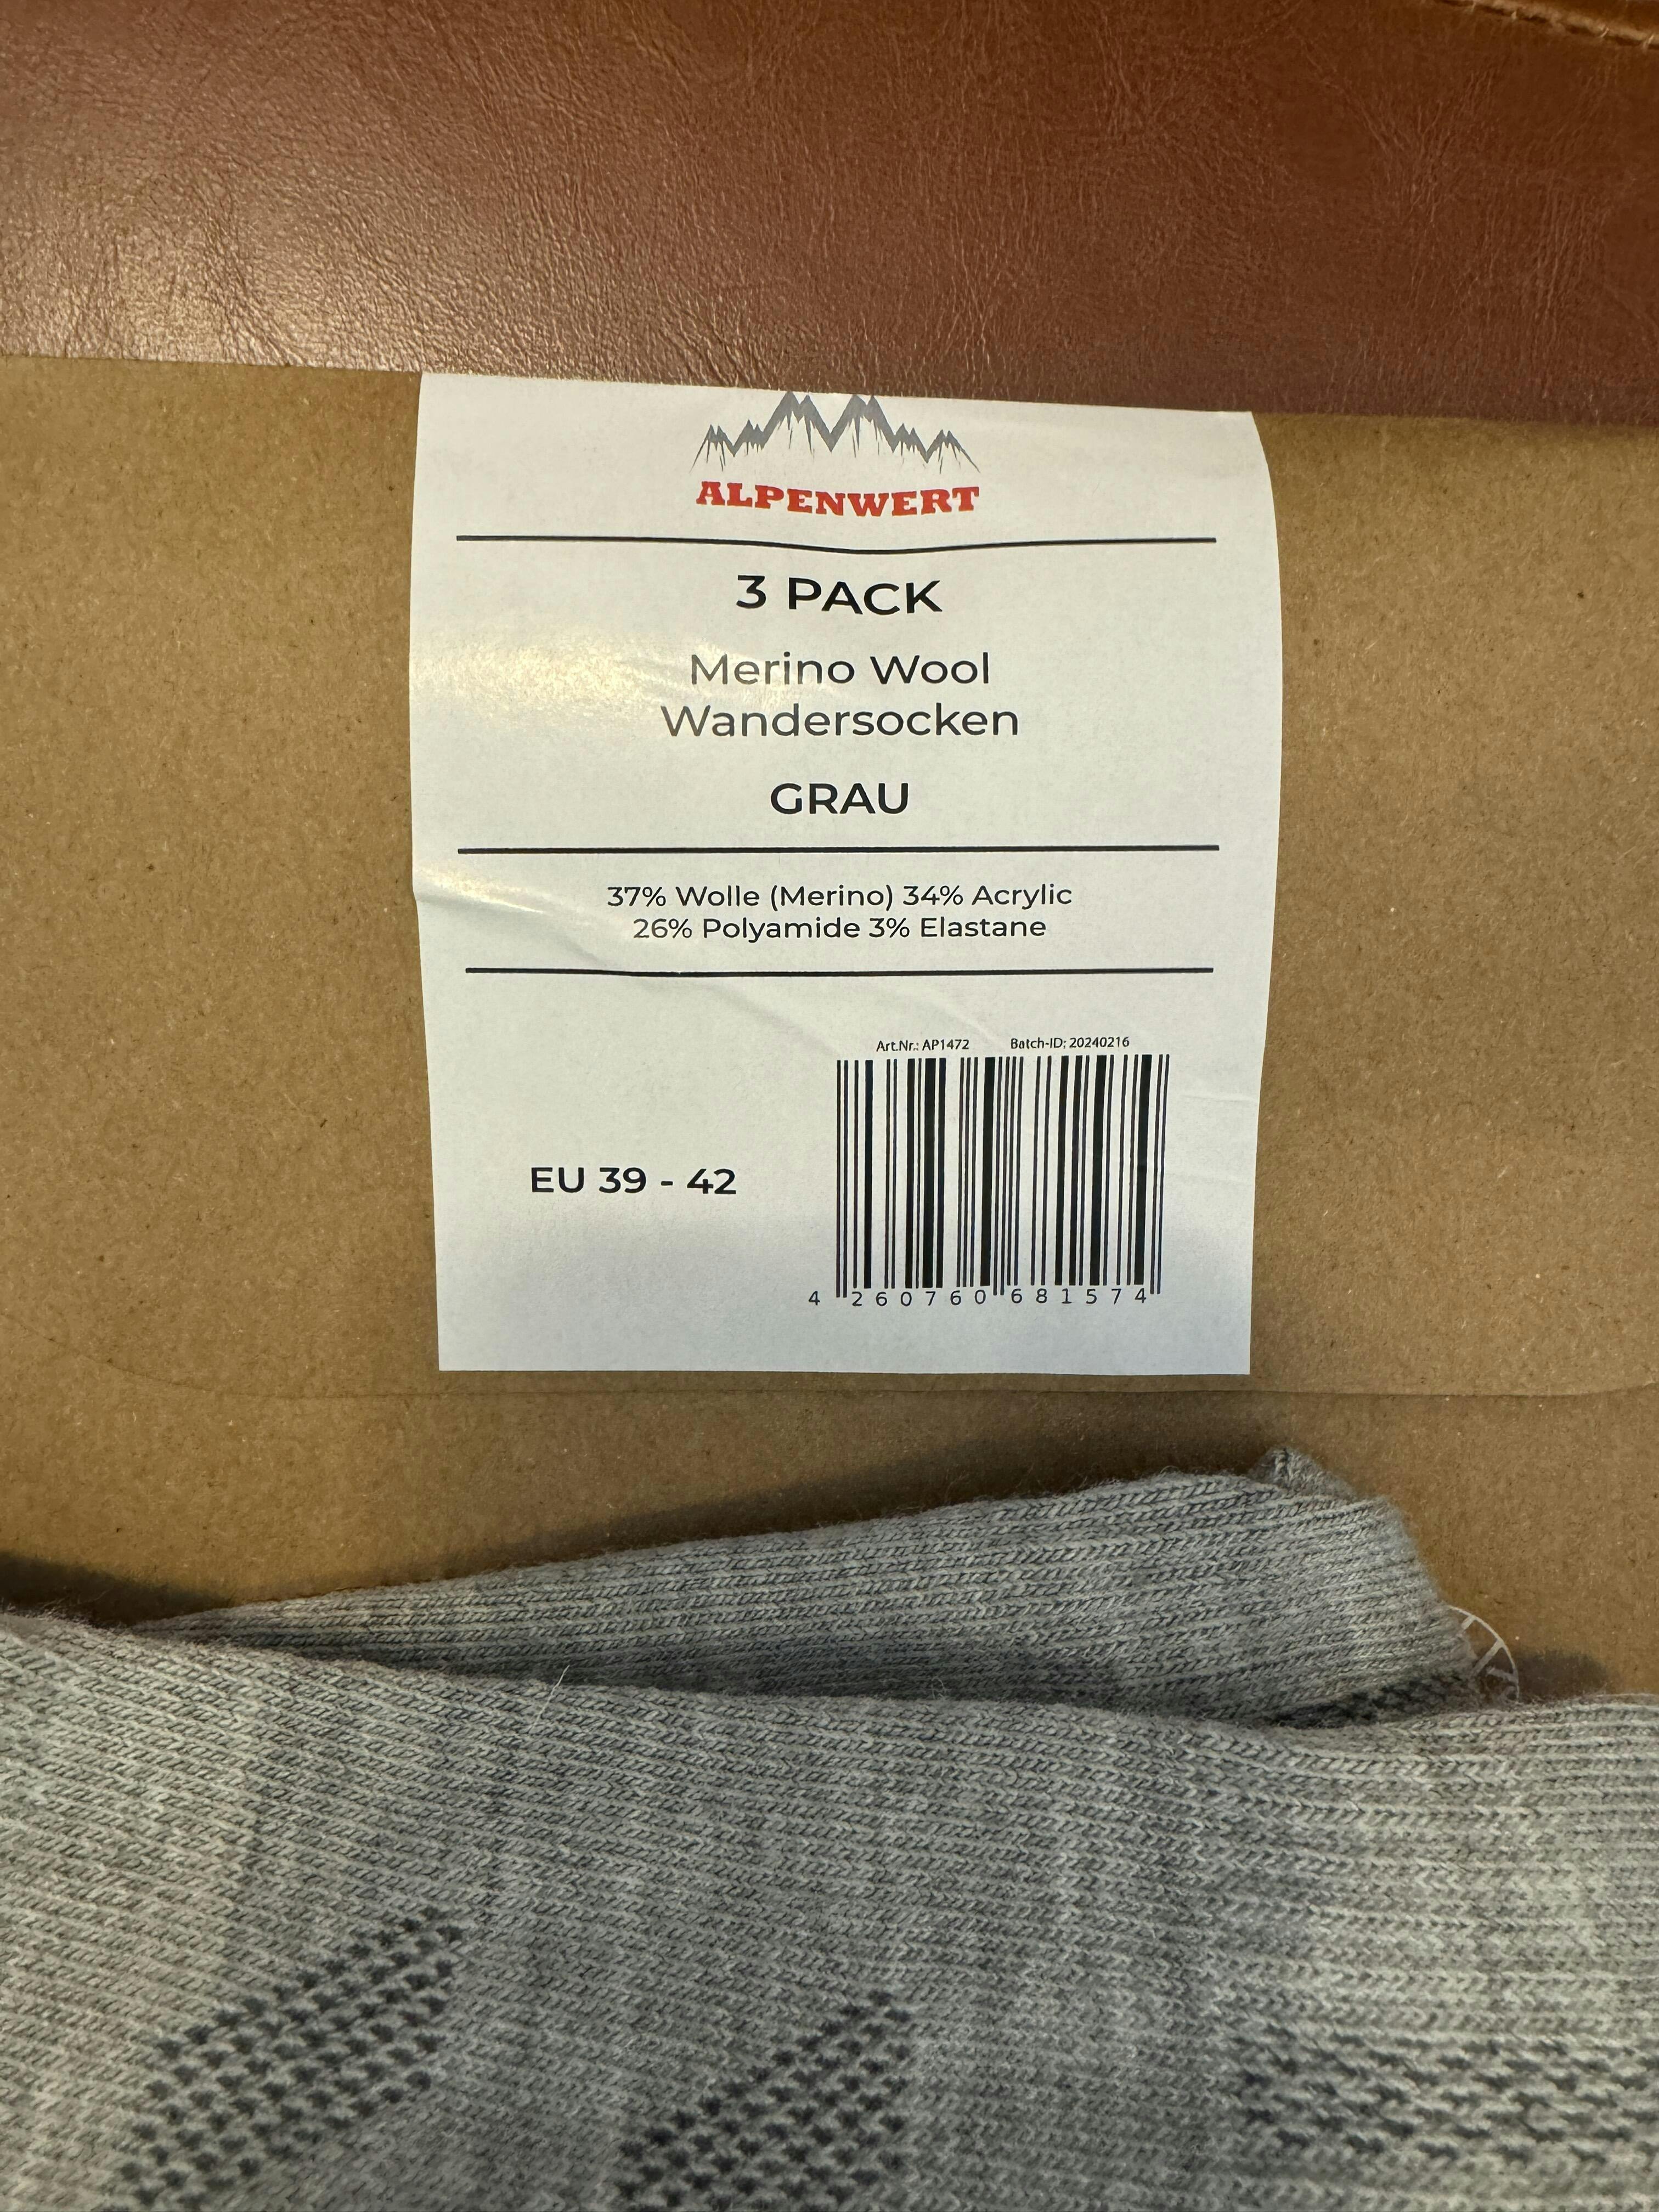 ALPENWERT
3 PACK
Merino Wool
Wandersocken
GRAU
37% Wolle (Merino) 34% Acrylic
26% Polyamide 3% Elastane
Art.Nr.: AP1472 Batch-ID: 20240216
EU 39 - 42
4 260760 681574